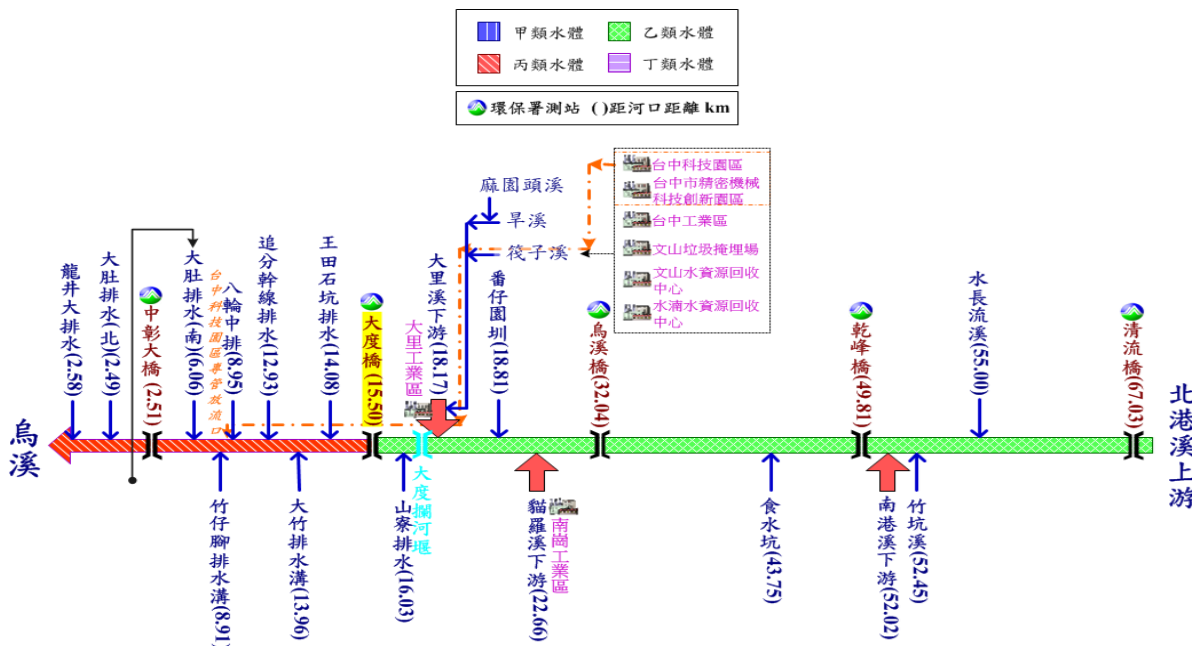 甲類水體
乙類水體
丙類水體
丁類水體
環保署測站 ( )距河口距離 km
台中科技園區
台中市精密機械
科技創新園區
台中工業區
文山垃圾掩埋場
文山水資源回收
中心
水湳水資源回收
中心
麻園頭溪
旱溪
筏子溪
龍井大排水(2.58)
大肚排水(北)(2.49)
中彰大橋(2.51)
大肚排水(南)(6.06)
台中科技園區專管放流口
八輪中排(8.95)
追分幹線排水(12.93)
王田石坑排水(14.08)
大度橋(15.50)
大里工業區
大里溪下游(18.17)
番仔園圳(18.81)
烏溪橋(32.04)
乾峰橋(49.81)
水長流溪(55.00)
清流橋(67.03)
烏溪
北港溪上游
竹仔腳排水溝(8.91)
大竹排水溝(13.96)
山寮排水(16.03)
大度攔河堰
貓羅溪下游(22.66)
南崗工業區
食水坑(43.75)
南港溪下游(52.02)
竹坑溪(52.45)